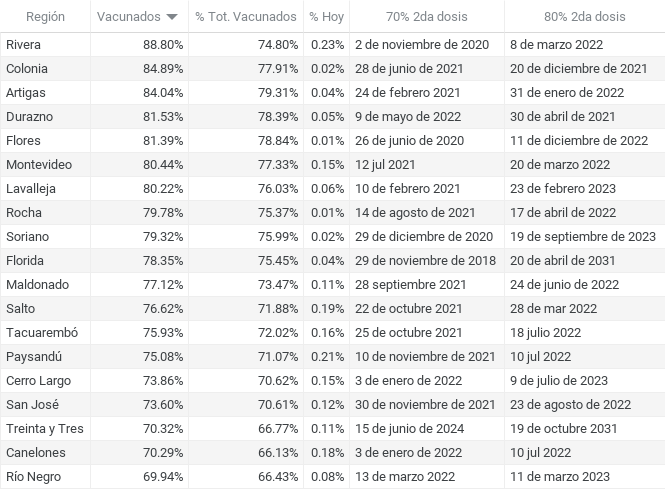 Región Vacunados % Tot. Vacunados % Hoy 70% 2da dosis 80% 2da dosis
Rivera 88.80% 74.80% 0.23% 2 de noviembre de 2020 8 de marzo 2022
Colonia 84.89% 77.91% 0.02% 28 de junio de 2021 20 de diciembre de 2021
Artigas 84.04% 79.31% 0.04% 24 de febrero 2021 31 de enero de 2022
Durazno 81.53% 78.39% 0.05% 9 de mayo de 2022 30 de abril de 2021
Flores 81.39% 78.84% 0.01% 26 de junio de 2020 11 de diciembre de 2022
Montevideo 80.44% 77.33% 0.15% 12 jul 2021 20 de marzo 2022
Lavalleja 80.22% 76.03% 0.06% 10 de febrero 2021 23 de febrero 2023
Rocha 79.78% 75.37% 0.01% 14 de agosto de 2021 17 de abril de 2022
Soriano 79.32% 75.99% 0.02% 29 de diciembre de 2020 19 de septiembre de 2023
Florida 78.35% 75.45% 0.04% 29 de noviembre de 2018 20 de abril de 2031
Maldonado 77.12% 73.47% 0.11% 28 septiembre 2021 24 de junio de 2022
Salto 76.62% 71.88% 0.19% 22 de octubre 2021 28 de mar 2022
Tacuarembó 75.93% 72.02% 0.16% 25 de octubre 2021 18 julio 2022
Paysandú 75.08% 71.07% 0.21% 10 de noviembre de 2021 10 jul 2022
Cerro Largo 73.86% 70.62% 0.15% 3 de enero de 2022 9 de julio de 2023
San José 73.60% 70.61% 0.12% 30 de noviembre de 2021 23 de agosto de 2022
Treinta y Tres 70.32% 66.77% 0.11% 15 de junio de 2024 19 de octubre 2031
Canelones 70.29% 66.13% 0.18% 3 de enero de 2022 10 jul 2022
Río Negro 69.94% 66.43% 0.08% 13 de marzo 2022 11 de marzo 2023